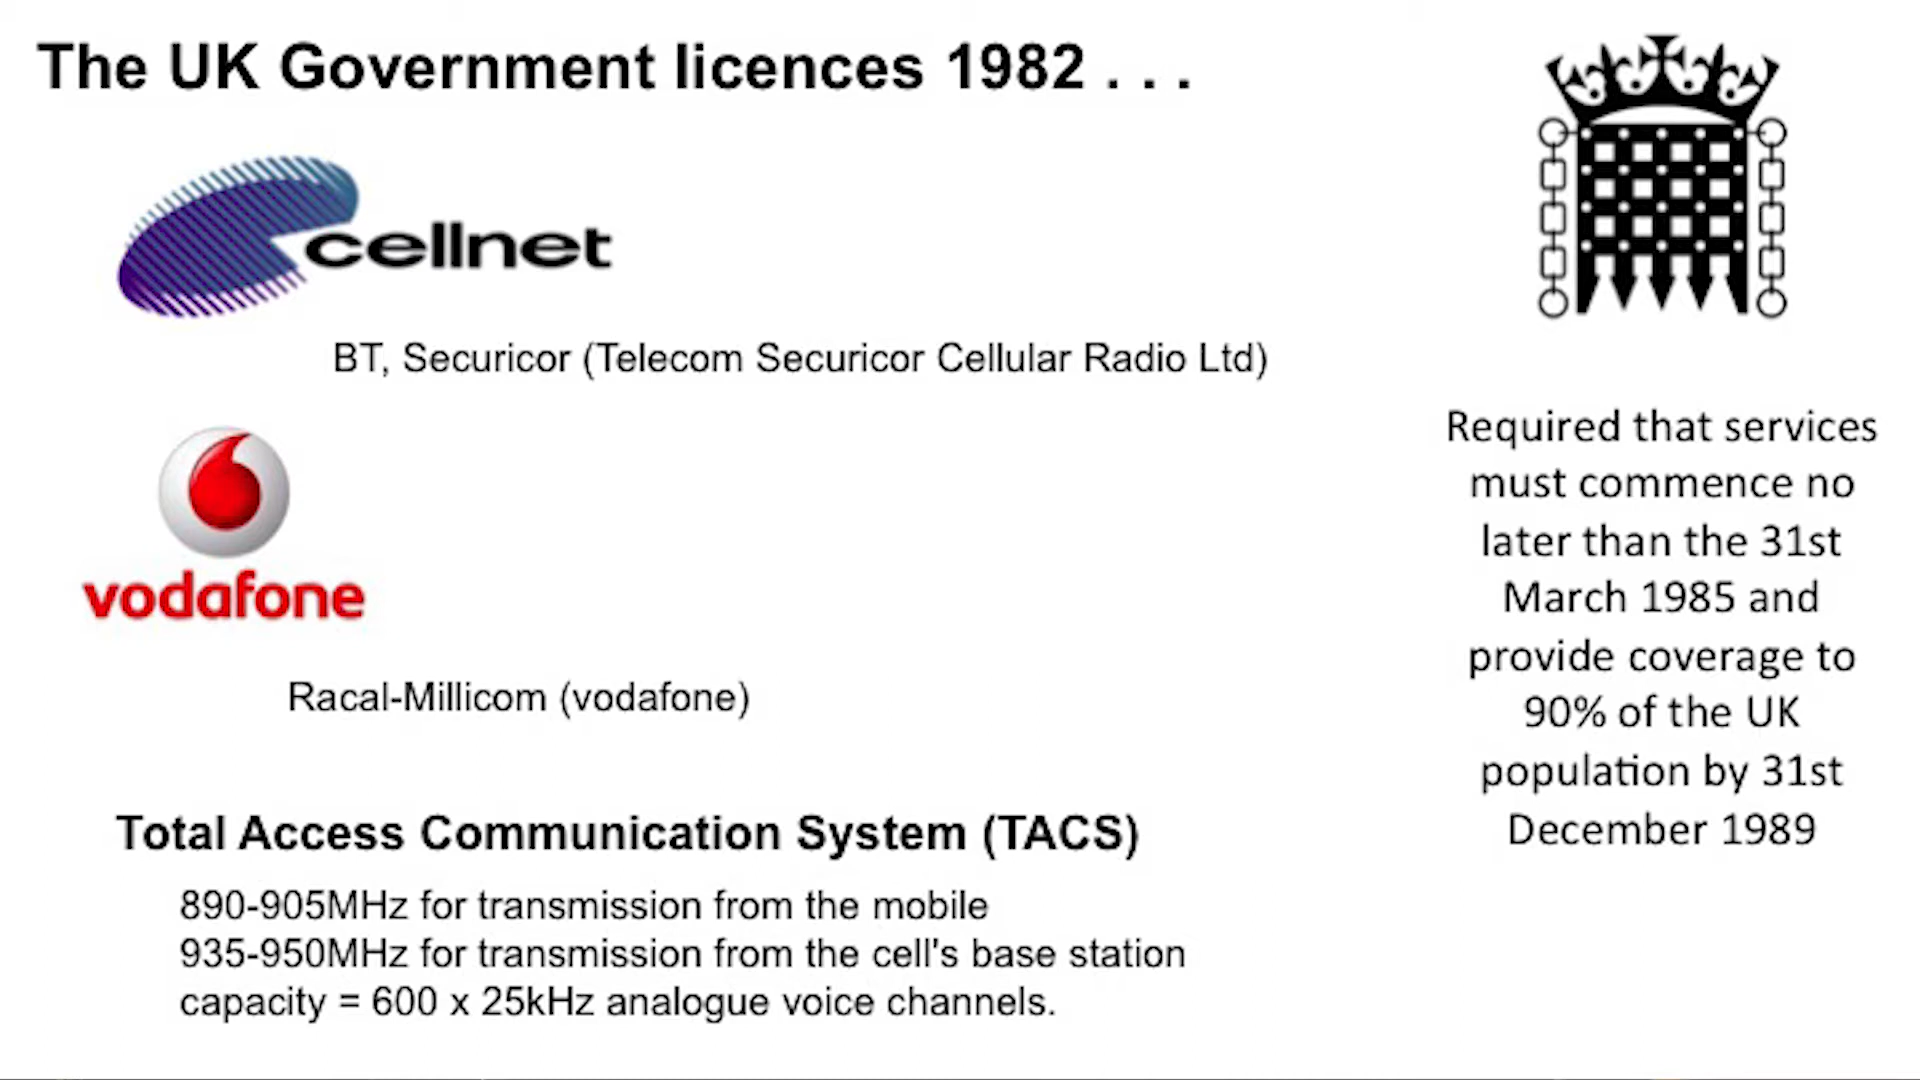 The UK Government licences 1982 . . .
cellnet
BT, Securicor (Telecom Securicor Cellular Radio Ltd)
vodafone
Racal-Millicom (vodafone)
Total Access Communication System (TACS)
890-905MHz for transmission from the mobile
935-950MHz for transmission from the cell's base station
capacity = 600 x 25kHz analogue voice channels.
Required that services
must commence no
later than the 31st
March 1985 and
provide coverage to
90% of the UK
population by 31st
December 1989